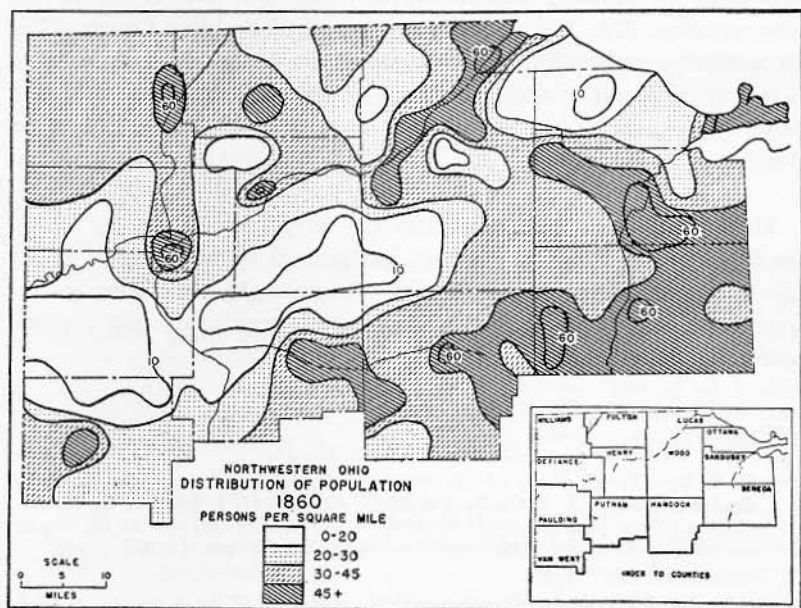 60
10
60
10
60
60
10
60
10
60
60
NORTHWESTERN OHIO
DISTRIBUTION OF POPULATION
1860
PERSONS PER SQUARE MILE
0-20
20-30
30-45
45+
SCALE
0 5 10
MILES
WILLIAMS FULTON LUCAS
OTTAWA
HENRY WOOD SANDUSKY
DEFIANCE
SENECA
PUTNAM HANCOCK
PAULDING
VAN WERT
INDEX TO COUNTIES